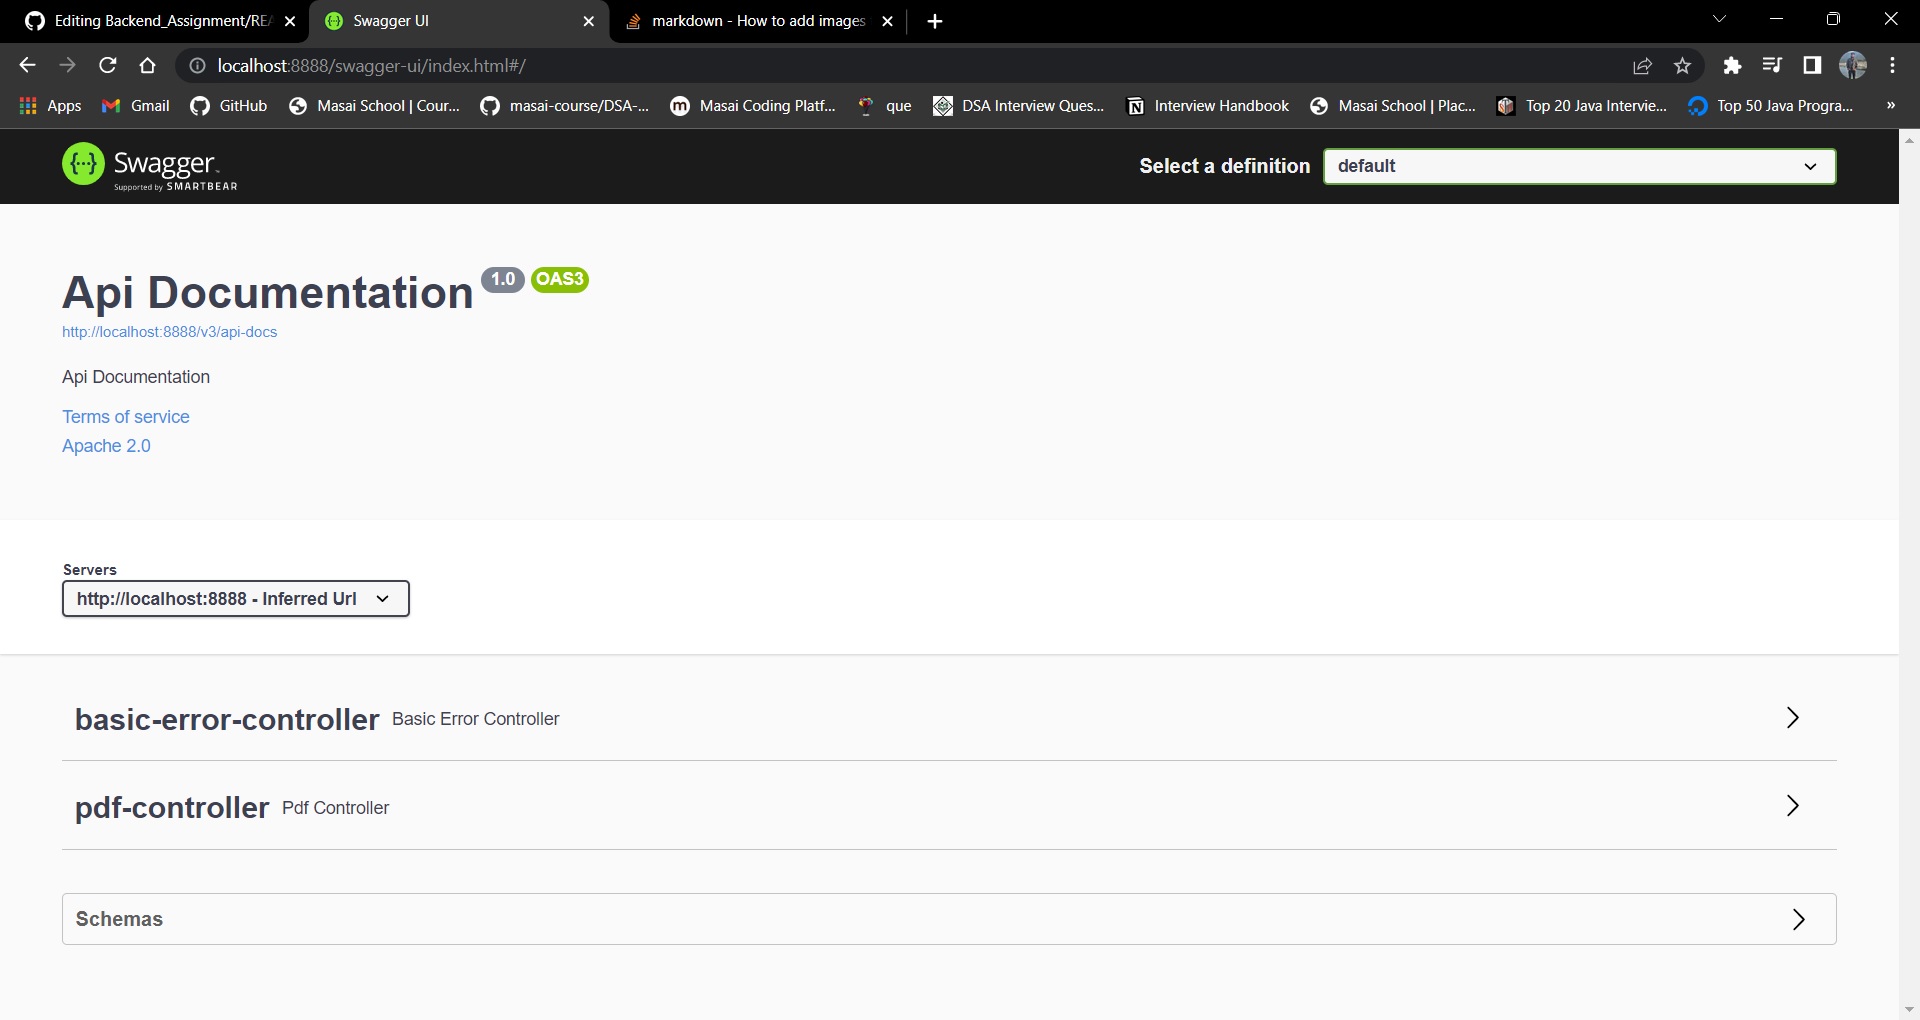 Editing Backend_Assignment/REA
Swagger UI
markdown - How to add images
localhost:8888/swagger-ui/index.html#/
Apps
Gmail
GitHub
Masai School | Cour...
masai-course/DSA-...
Masai Coding Platf...
que
DSA Interview Ques...
Interview Handbook
Masai School | Plac...
Top 20 Java Intervie...
Top 50 Java Progra...
»
Swagger
Supported by SMARTBEAR
Select a definition
default
Api Documentation 1.0 OAS3
http://localhost:8888/v3/api-docs
Api Documentation
Terms of service
Apache 2.0
Servers
http://localhost:8888 - Inferred Url
basic-error-controller Basic Error Controller
pdf-controller Pdf Controller
Schemas